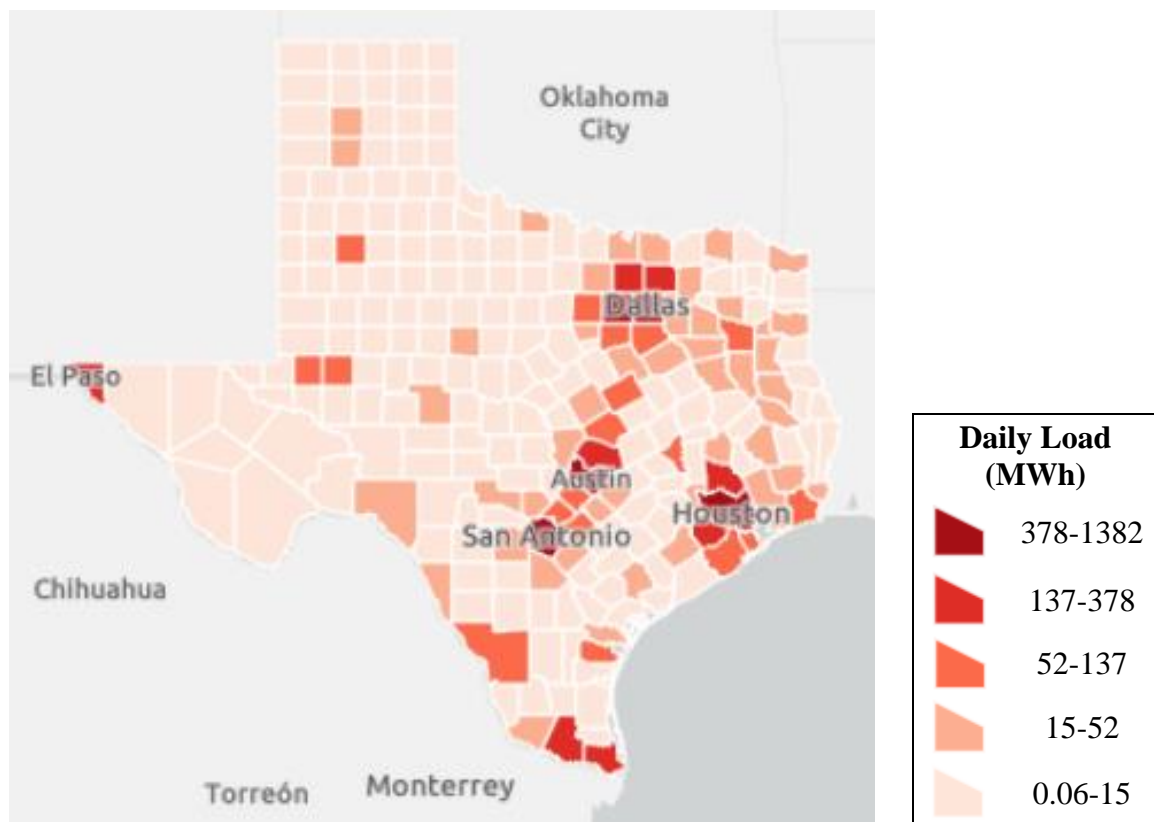 Oklahoma
City
Dallas
El Paso
Austin
Houston
San Antonio
Chihuahua
Torreón
Monterrey
Daily Load
(MWh)
378-1382
137-378
52-137
15-52
0.06-15